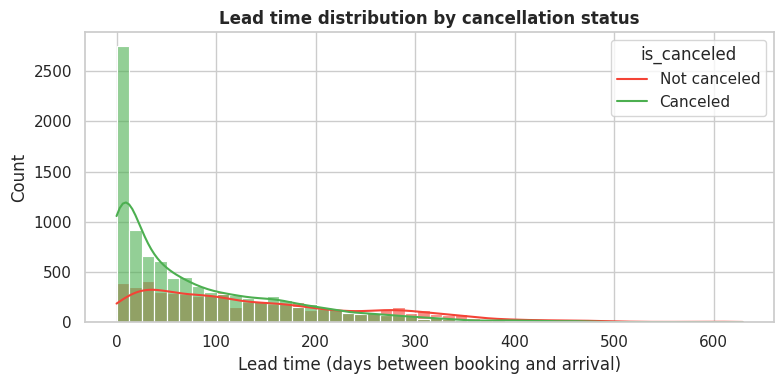 Lead time distribution by cancellation status
is_canceled
Not canceled
Canceled
2500
2000
1500
1000
500
0
Count
0 100 200 300 400 500 600
Lead time (days between booking and arrival)